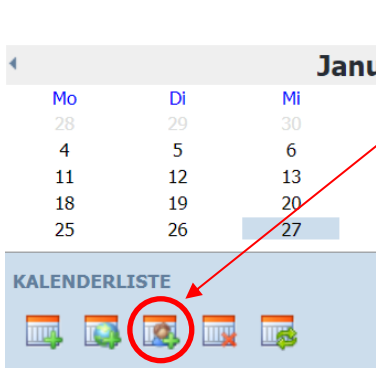 Janu
Mo Di Mi
28 29 30
4 5 6
11 12 13
18 19 20
25 26 27
KALENDERLISTE